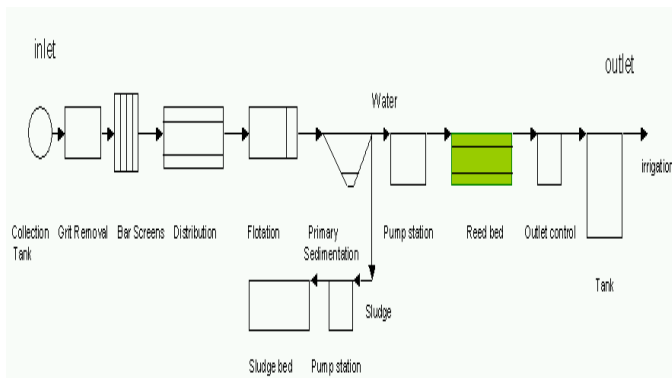 inlet
outlet
Water
irrigation
Collection
Tank
Grit Removal
Bar Screens
Distribution
Flotation
Primary
Sedimentation
Pump station
Reed bed
Outlet control
Tank
Sludge
Sludge bed
Pump station